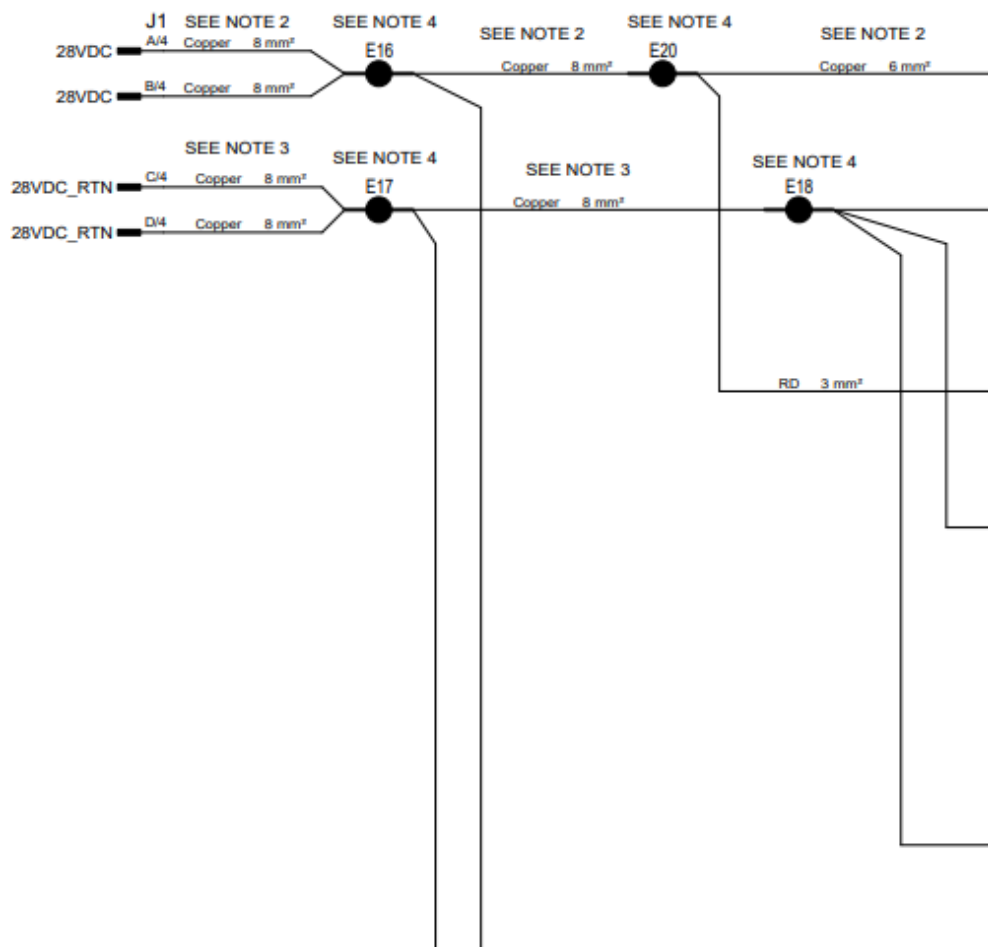 J1 SEE NOTE 2 SEE NOTE 4 SEE NOTE 2 SEE NOTE 4 SEE NOTE 2
28VDC A/4 Copper 8 mm² E16 Copper 8 mm² E20 Copper 6 mm²
28VDC B/4 Copper 8 mm²
SEE NOTE 3 SEE NOTE 4 SEE NOTE 3 SEE NOTE 4
28VDC_RTN C/4 Copper 8 mm² E17 Copper 8 mm² E18
28VDC_RTN D/4 Copper 8 mm²
RD 3 mm²